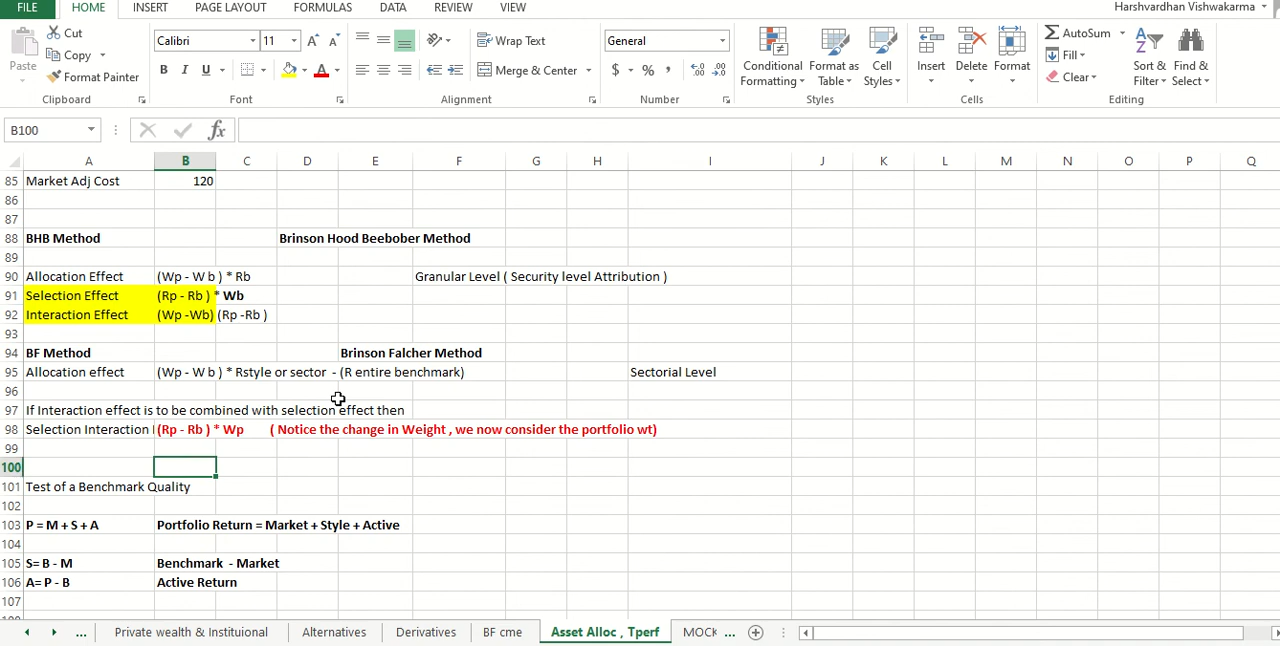 FILE HOME INSERT PAGE LAYOUT FORMULAS DATA REVIEW VIEW Harshvardhan Vishwakarma
Cut
Copy
Format Painter
Paste
Calibri 11 A A
B I U A
Wrap Text
Merge & Center
General
$ % ,
Conditional Formatting
Format as Table
Cell Styles
Insert Delete Format
AutoSum
Fill
Clear
Sort & Filter
Find & Select
Clipboard Font Alignment Number Styles Cells Editing
B100 fx
A B C D E F G H I J K L M N O P Q
85 Market Adj Cost 120
86
87
88 BHB Method Brinson Hood Beebober Method
89
90 Allocation Effect (Wp - W b ) * Rb Granular Level ( Security level Attribution )
91 Selection Effect (Rp - Rb ) * Wb
92 Interaction Effect (Wp -Wb) (Rp -Rb )
93
94 BF Method Brinson Falcher Method
95 Allocation effect (Wp - W b ) * Rstyle or sector - (R entire benchmark) Sectorial Level
96
97 If Interaction effect is to be combined with selection effect then
98 Selection Interaction (Rp - Rb ) * Wp ( Notice the change in Weight , we now consider the portfolio wt)
99
100
101 Test of a Benchmark Quality
102
103 P = M + S + A Portfolio Return = Market + Style + Active
104
105 S= B - M Benchmark - Market
106 A= P - B Active Return
107
... Private wealth & Instituional Alternatives Derivatives BF cme Asset Alloc , Tperf MOCK ...